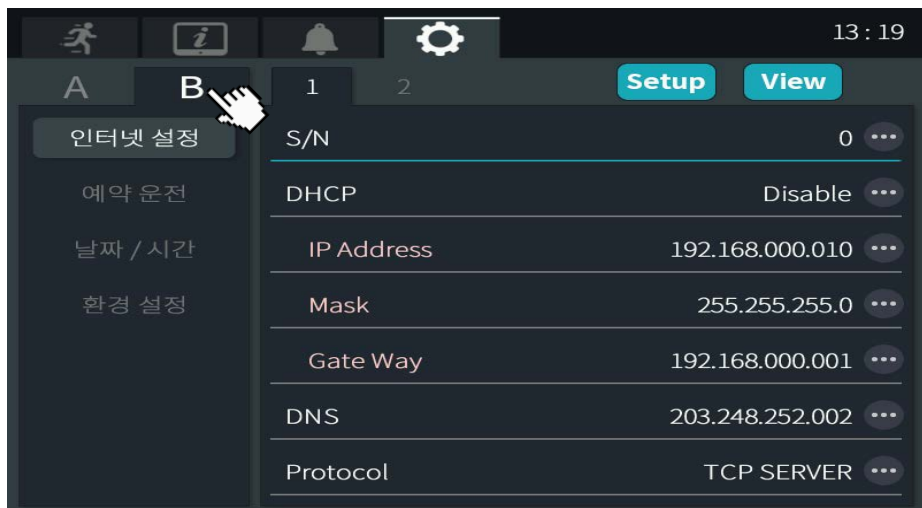 i
13 : 19
A B 1 2 Setup View
인터넷 설정
예약 운전
날짜 / 시간
환경 설정
S/N 0
DHCP Disable
IP Address 192.168.000.010
Mask 255.255.255.0
Gate Way 192.168.000.001
DNS 203.248.252.002
Protocol TCP SERVER